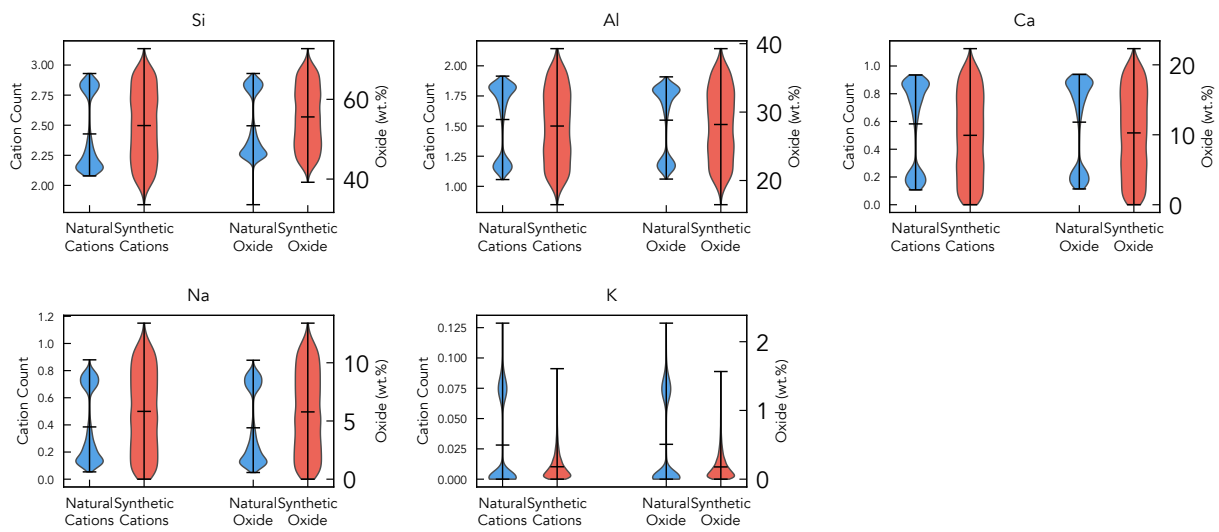 Si
Al
Ca
3.00
2.75
2.50
2.25
2.00
Cation Count
60
40
Oxide (wt.%)
Natural Synthetic
Cations Cations
Natural Synthetic
Oxide Oxide
2.00
1.75
1.50
1.25
1.00
Cation Count
40
30
20
Oxide (wt.%)
Natural Synthetic
Cations Cations
Natural Synthetic
Oxide Oxide
1.0
0.8
0.6
0.4
0.2
0.0
Cation Count
20
10
0
Oxide (wt.%)
Natural Synthetic
Cations Cations
Natural Synthetic
Oxide Oxide
Na
K
1.2
1.0
0.8
0.6
0.4
0.2
0.0
Cation Count
10
5
0
Oxide (wt.%)
Natural Synthetic
Cations Cations
Natural Synthetic
Oxide Oxide
0.125
0.100
0.075
0.050
0.025
0.000
Cation Count
2
1
0
Oxide (wt.%)
Natural Synthetic
Cations Cations
Natural Synthetic
Oxide Oxide